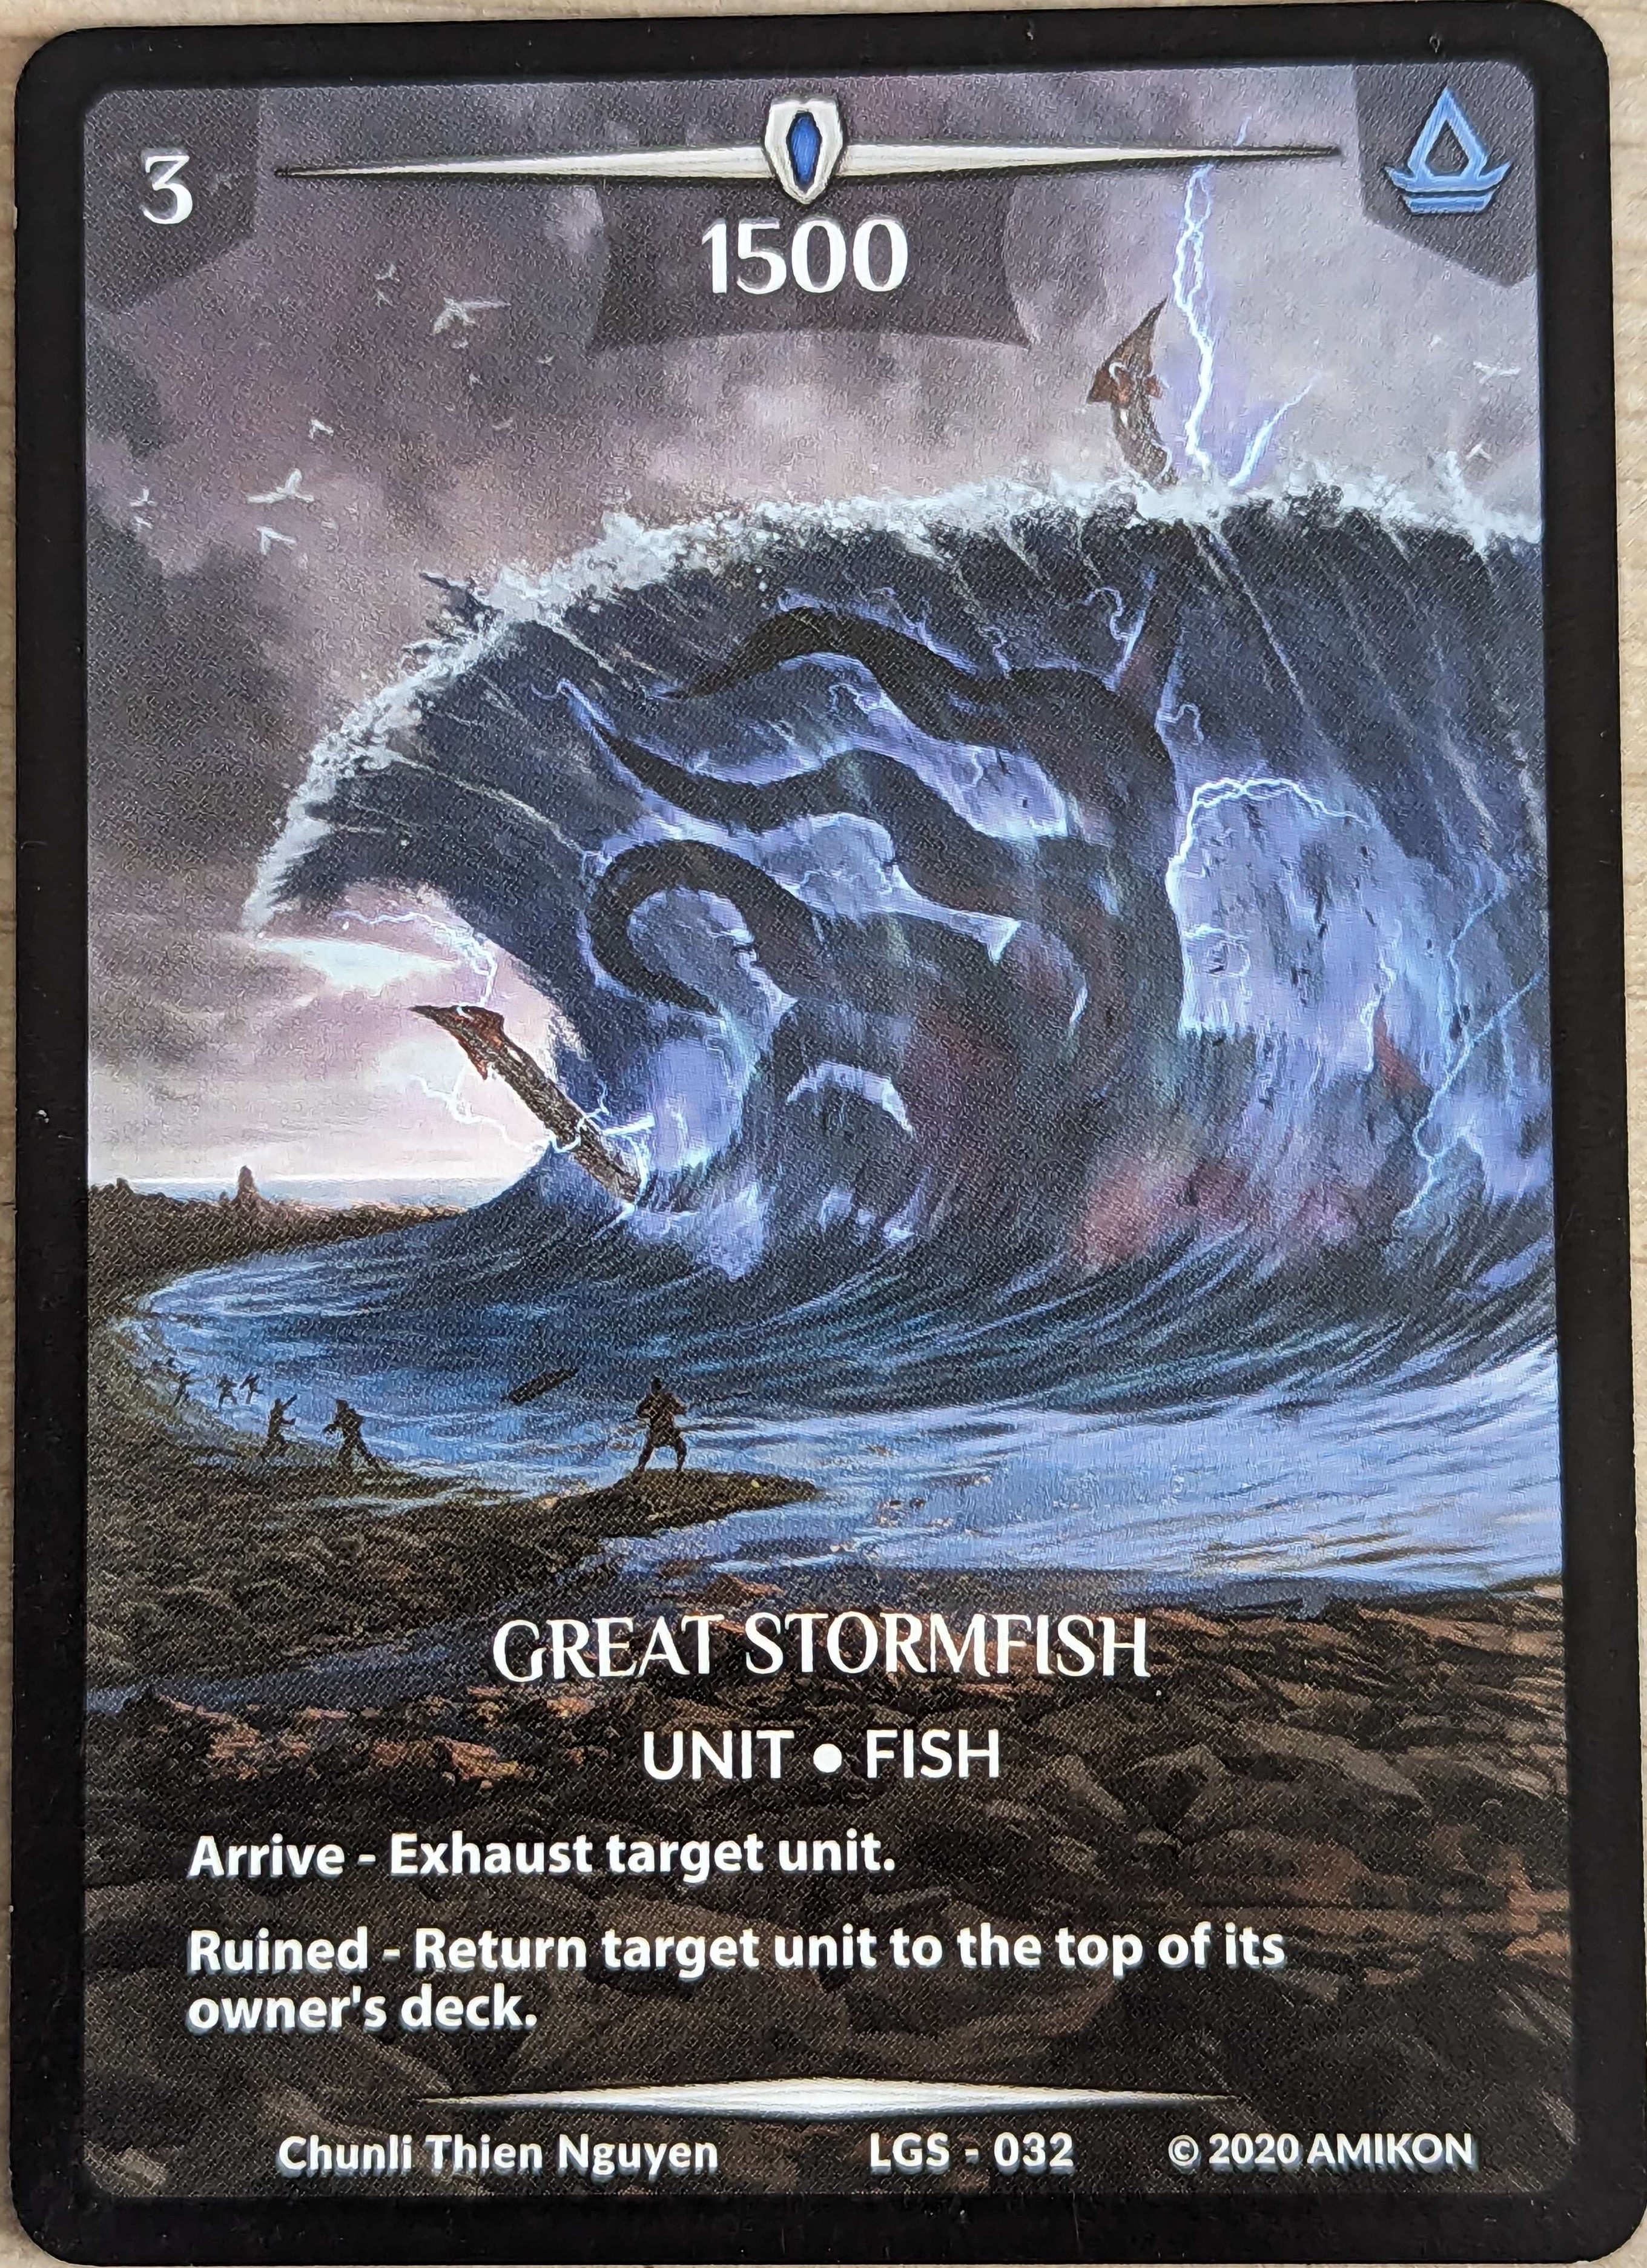 3
1500
GREAT STORMFISH
UNIT • FISH
Arrive - Exhaust target unit.
Ruined - Return target unit to the top of its
owner's deck.
Chunli Thien Nguyen LGS - 032 © 2020 AMIKON